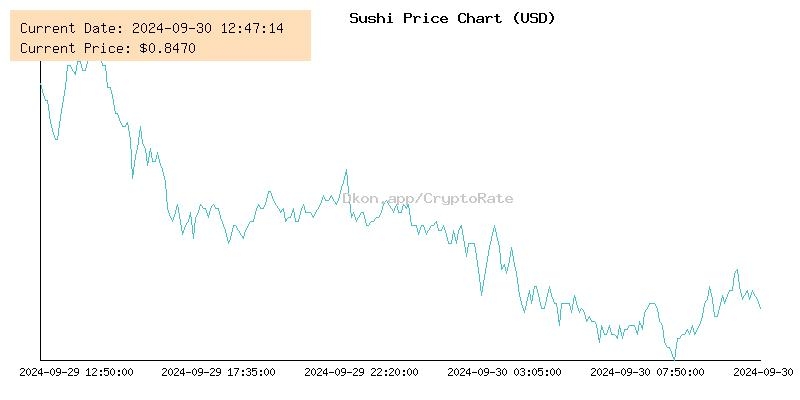 Sushi Price Chart (USD)
Current Date: 2024-09-30 12:47:14
Current Price: $0.8470
Dkon.app/CryptoRate
2024-09-29 12:50:00 2024-09-29 17:35:00 2024-09-29 22:20:00 2024-09-30 03:05:00 2024-09-30 07:50:00 2024-09-30